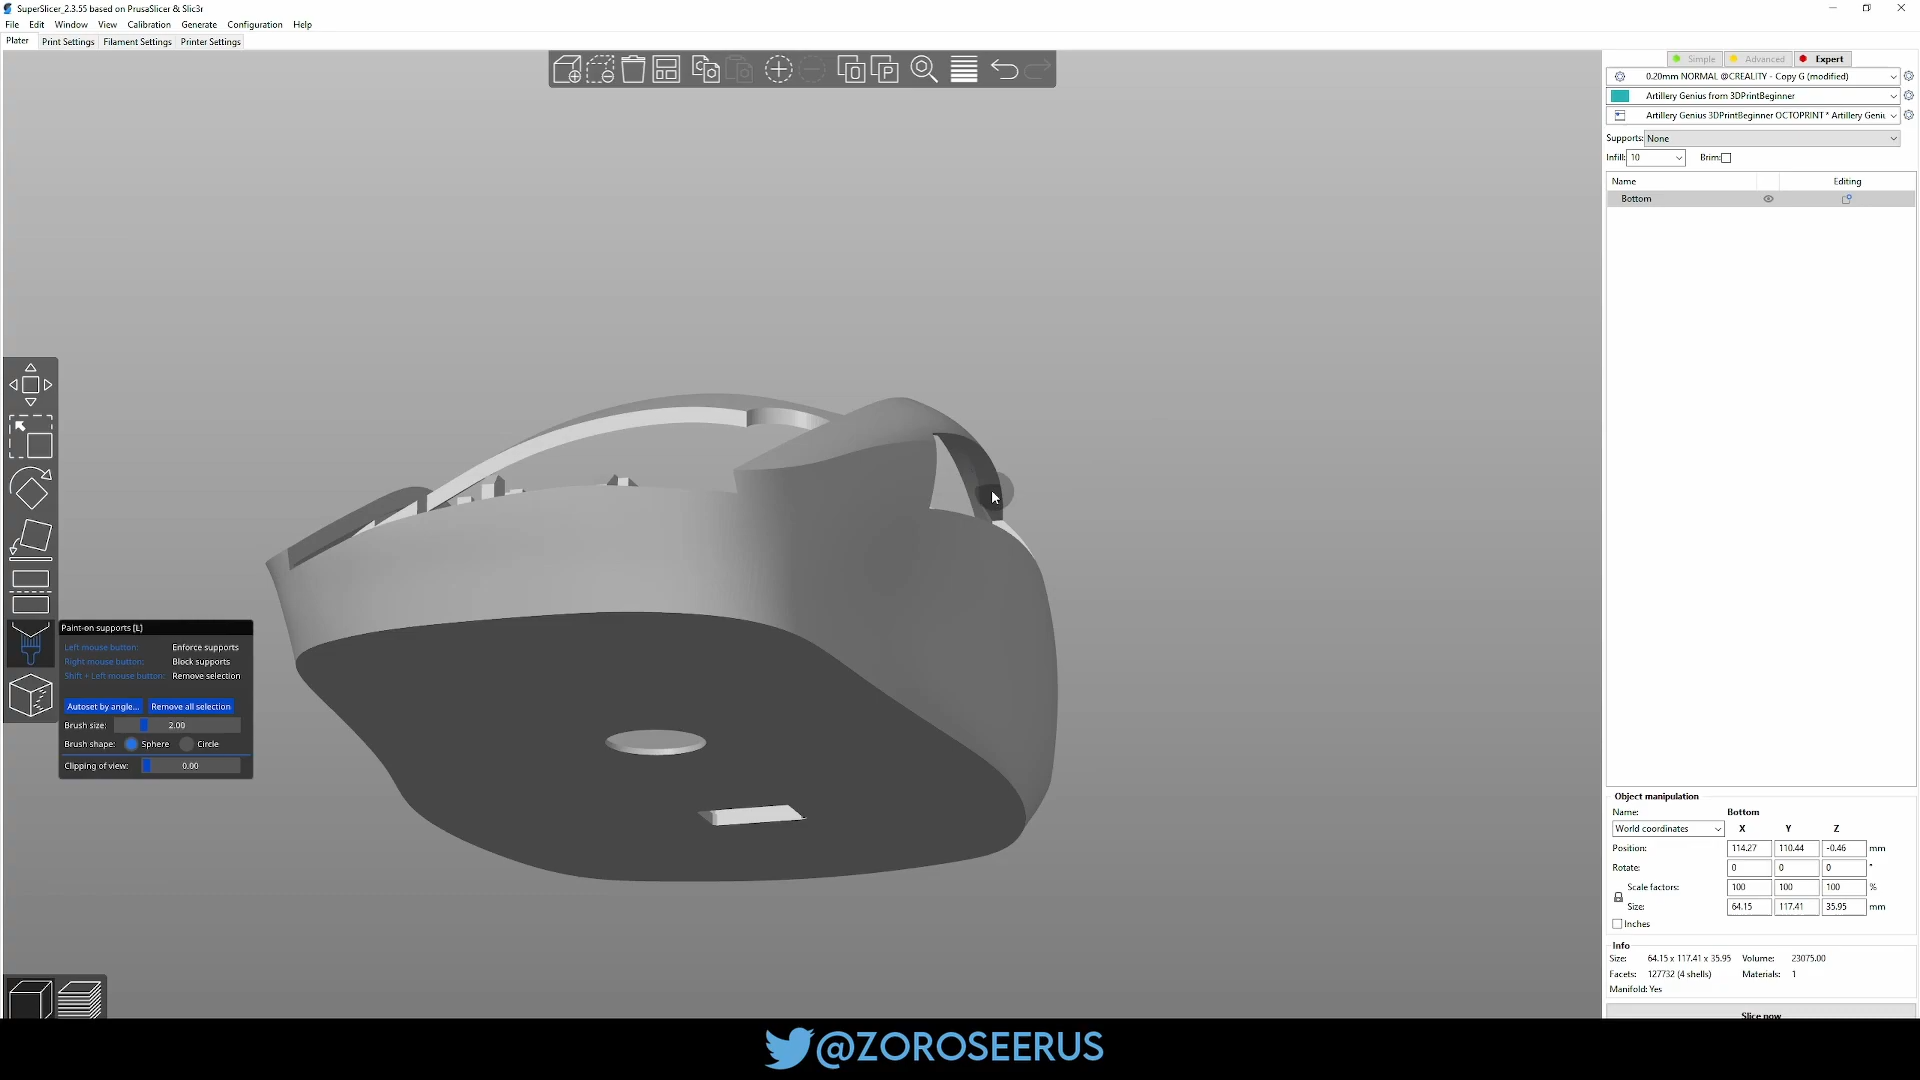 SuperSlicer_2.3.55 based on PrusaSlicer & Slic3r
File Edit Window View Calibration Generate Configuration Help
Plater Print Settings Filament Settings Printer Settings
Simple Advanced Expert
0.20mm NORMAL @CREALITY - Copy G (modified)
Artillery Genius from 3DPrintBeginner
Artillery Genius 3DPrintBeginner OCTOPRINT * Artillery Geniu
Supports: None
Infill: 10 Brim:
Name Editing
Bottom
Paint-on supports [L]
Left mouse button: Enforce supports
Right mouse button: Block supports
Shift + Left mouse button: Remove selection
Autoset by angle... Remove all selection
Brush size: 2.00
Brush shape: Sphere Circle
Clipping of view: 0.00
Object manipulation
Name: Bottom
World coordinates X Y Z
Position: 114.27 110.44 -0.46 mm
Rotate: 0 0 0 °
Scale factors: 100 100 100 %
Size: 64.15 117.41 35.95 mm
Inches
Info
Size: 64.15 x 117.41 x 35.95 Volume: 23075.00
Facets: 127732 (4 shells) Materials: 1
Manifold: Yes
Slice now
@ZOROSEERUS